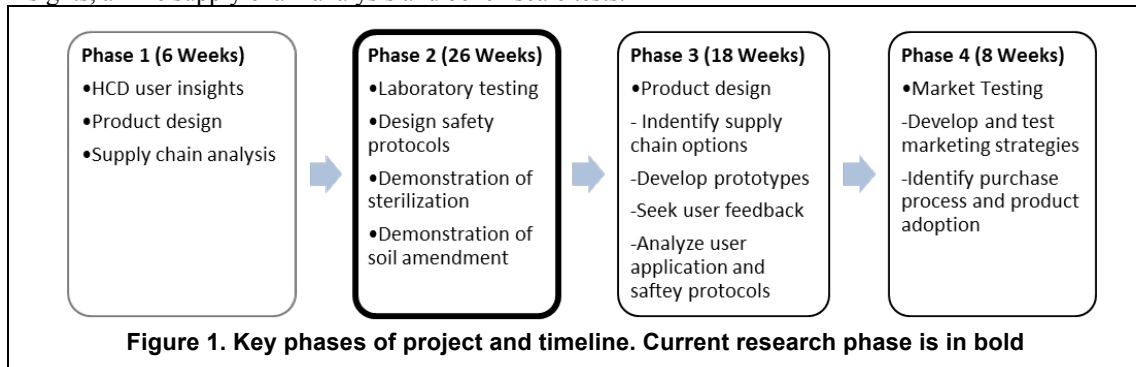 Phase 1 (6 Weeks)
•HCD user insights
•Product design
•Supply chain analysis
Phase 2 (26 Weeks)
•Laboratory testing
•Design safety
protocols
•Demonstration of
sterilization
•Demonstration of
soil amendment
Phase 3 (18 Weeks)
•Product design
- Indentify supply
chain options
-Develop prototypes
-Seek user feedback
-Analyze user
application and
saftey protocols
Phase 4 (8 Weeks)
•Market Testing
-Develop and test
marketing strategies
-Identify purchase
process and product
adoption
Figure 1. Key phases of project and timeline. Current research phase is in bold